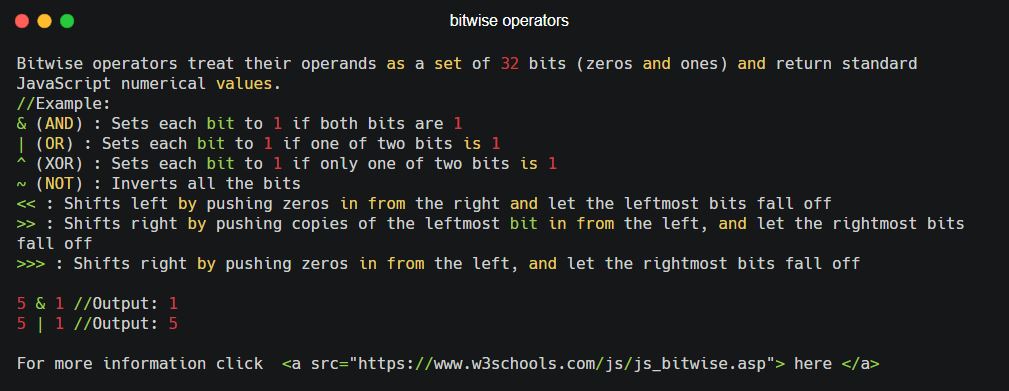 bitwise operators
Bitwise operators treat their operands as a set of 32 bits (zeros and ones) and return standard
JavaScript numerical values.
//Example:
& (AND) : Sets each bit to 1 if both bits are 1
| (OR) : Sets each bit to 1 if one of two bits is 1
^ (XOR) : Sets each bit to 1 if only one of two bits is 1
~ (NOT) : Inverts all the bits
<< : Shifts left by pushing zeros in from the right and let the leftmost bits fall off
>> : Shifts right by pushing copies of the leftmost bit in from the left, and let the rightmost bits
fall off
>>> : Shifts right by pushing zeros in from the left, and let the rightmost bits fall off
5 & 1 //Output: 1
5 | 1 //Output: 5
For more information click  <a src="https://www.w3schools.com/js/js_bitwise.asp"> here </a>